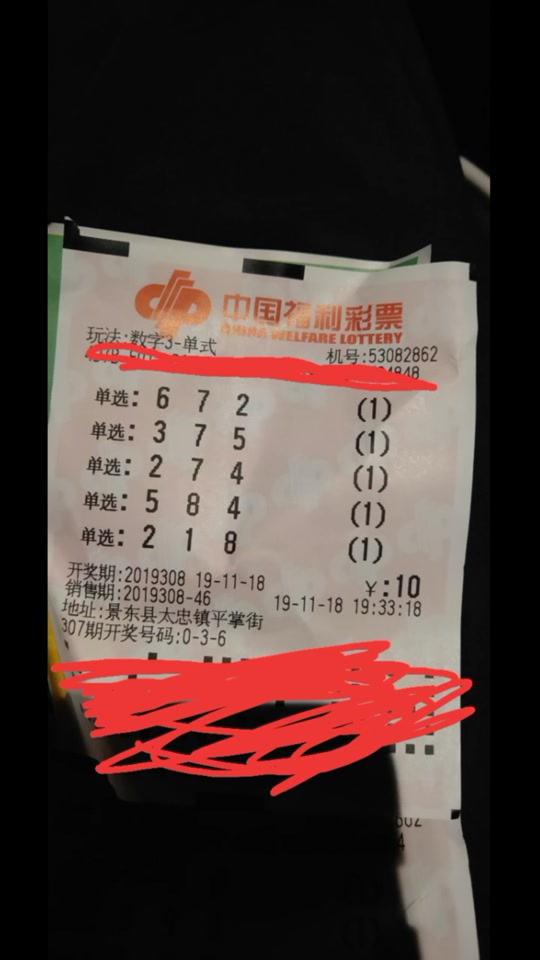 中国福利彩票
CHINA WELFARE LOTTERY
玩法:数字3-单式
机号:53082862
单选: 6 7 2 (1)
单选: 3 7 5 (1)
单选: 2 7 4 (1)
单选: 5 8 4 (1)
单选: 2 1 8 (1)
开奖期:2019308 19-11-18 ¥:10
销售期:2019308-46 19-11-18 19:33:18
地址:景东县太忠镇平掌街
307期开奖号码:0-3-6